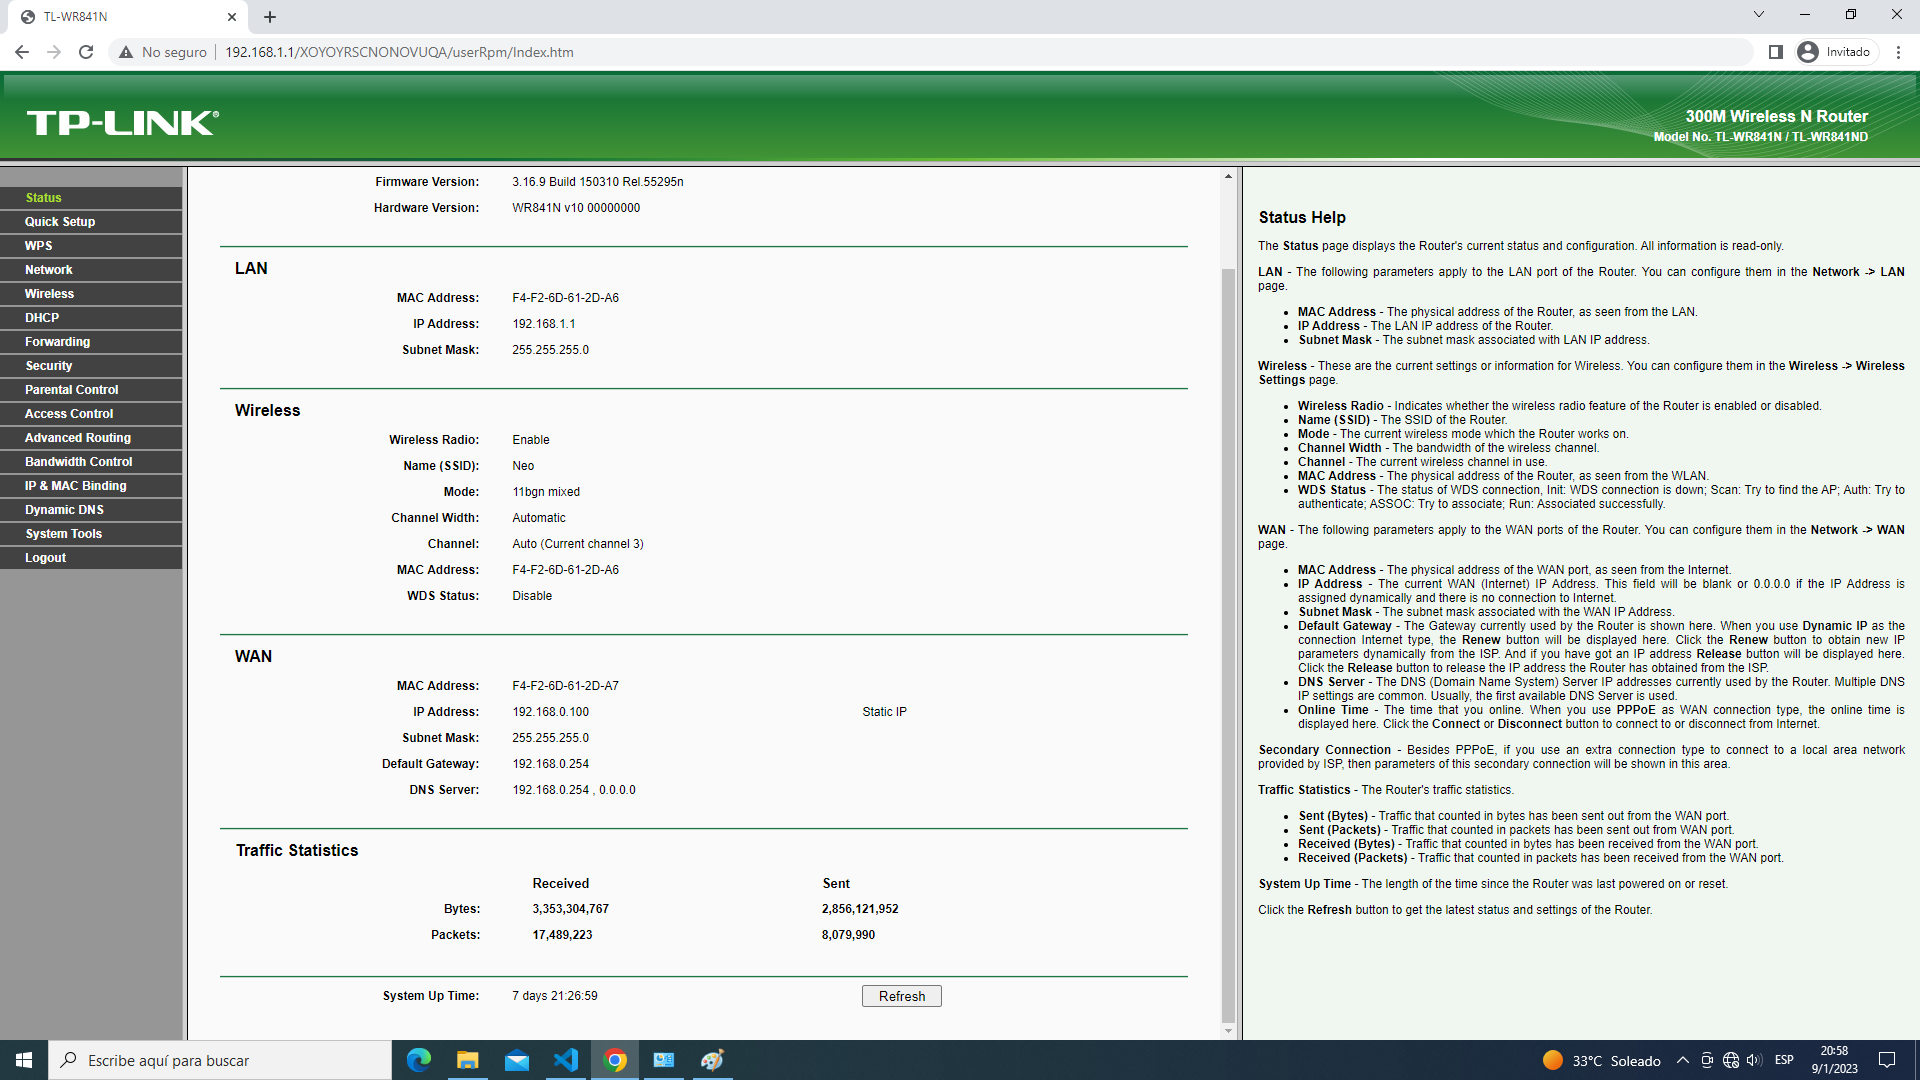 TL-WR841N
No seguro
192.168.1.1/XOYOYRSCNONOVUQA/userRpm/Index.htm
Invitado
TP-LINK®
300M Wireless N Router
Model No. TL-WR841N / TL-WR841ND
Status
Quick Setup
WPS
Network
Wireless
DHCP
Forwarding
Security
Parental Control
Access Control
Advanced Routing
Bandwidth Control
IP & MAC Binding
Dynamic DNS
System Tools
Logout
Firmware Version: 3.16.9 Build 150310 Rel.55295n
Hardware Version: WR841N v10 00000000
LAN
MAC Address: F4-F2-6D-61-2D-A6
IP Address: 192.168.1.1
Subnet Mask: 255.255.255.0
Wireless
Wireless Radio: Enable
Name (SSID): Neo
Mode: 11bgn mixed
Channel Width: Automatic
Channel: Auto (Current channel 3)
MAC Address: F4-F2-6D-61-2D-A6
WDS Status: Disable
WAN
MAC Address: F4-F2-6D-61-2D-A7
IP Address: 192.168.0.100 Static IP
Subnet Mask: 255.255.255.0
Default Gateway: 192.168.0.254
DNS Server: 192.168.0.254 , 0.0.0.0
Traffic Statistics
Received Sent
Bytes: 3,353,304,767 2,856,121,952
Packets: 17,489,223 8,079,990
System Up Time: 7 days 21:26:59 Refresh
Status Help
The Status page displays the Router's current status and configuration. All information is read-only.
LAN - The following parameters apply to the LAN port of the Router. You can configure them in the Network -> LAN
page.
• MAC Address - The physical address of the Router, as seen from the LAN.
• IP Address - The LAN IP address of the Router.
• Subnet Mask - The subnet mask associated with LAN IP address.
Wireless - These are the current settings or information for Wireless. You can configure them in the Wireless -> Wireless
Settings page.
• Wireless Radio - Indicates whether the wireless radio feature of the Router is enabled or disabled.
• Name (SSID) - The SSID of the Router.
• Mode - The current wireless mode which the Router works on.
• Channel Width - The bandwidth of the wireless channel.
• Channel - The current wireless channel in use.
• MAC Address - The physical address of the Router, as seen from the WLAN.
• WDS Status - The status of WDS connection, Init: WDS connection is down; Scan: Try to find the AP; Auth: Try to
authenticate; ASSOC: Try to associate; Run: Associated successfully.
WAN - The following parameters apply to the WAN ports of the Router. You can configure them in the Network -> WAN
page.
• MAC Address - The physical address of the WAN port, as seen from the Internet.
• IP Address - The current WAN (Internet) IP Address. This field will be blank or 0.0.0.0 if the IP Address is
assigned dynamically and there is no connection to Internet.
• Subnet Mask - The subnet mask associated with the WAN IP Address.
• Default Gateway - The Gateway currently used by the Router is shown here. When you use Dynamic IP as the
connection Internet type, the Renew button will be displayed here. Click the Renew button to obtain new IP
parameters dynamically from the ISP. And if you have got an IP address Release button will be displayed here.
Click the Release button to release the IP address the Router has obtained from the ISP.
• DNS Server - The DNS (Domain Name System) Server IP addresses currently used by the Router. Multiple DNS
IP settings are common. Usually, the first available DNS Server is used.
• Online Time - The time that you online. When you use PPPoE as WAN connection type, the online time is
displayed here. Click the Connect or Disconnect button to connect to or disconnect from Internet.
Secondary Connection - Besides PPPoE, if you use an extra connection type to connect to a local area network
provided by ISP, then parameters of this secondary connection will be shown in this area.
Traffic Statistics - The Router's traffic statistics.
• Sent (Bytes) - Traffic that counted in bytes has been sent out from the WAN port.
• Sent (Packets) - Traffic that counted in packets has been sent out from WAN port.
• Received (Bytes) - Traffic that counted in bytes has been received from the WAN port.
• Received (Packets) - Traffic that counted in packets has been received from the WAN port.
System Up Time - The length of the time since the Router was last powered on or reset.
Click the Refresh button to get the latest status and settings of the Router.
Escribe aquí para buscar
33°C Soleado
ESP
20:58
9/1/2023